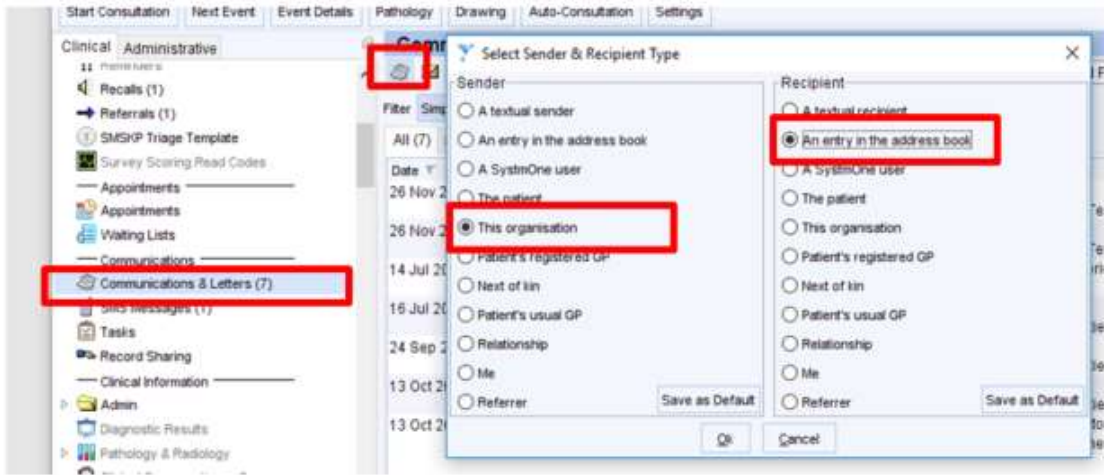 Start Consultation Next Event Event Details Pathology Drawing Auto-Consultation Settings
Clinical Administrative
Reminders
Recalls (1)
Referrals (1)
SMSKP Triage Template
Survey Scoring Read Codes
Appointments
Appointments
Waiting Lists
Communications
Communications & Letters (7)
SMS Messages (1)
Tasks
Record Sharing
Clinical Information
Admin
Diagnostic Results
Pathology & Radiology
Filter
All (7)
Date
26 Nov 2
26 Nov 2
14 Jul 20
16 Jul 20
24 Sep 2
13 Oct 2
13 Oct 2
Select Sender & Recipient Type
Sender
A textual sender
An entry in the address book
A SystmOne user
The patient
This organisation
Patient's registered GP
Next of kin
Patient's usual GP
Relationship
Me
Referrer
Save as Default
Recipient
A textual recipient
An entry in the address book
A SystmOne user
The patient
This organisation
Patient's registered GP
Next of kin
Patient's usual GP
Relationship
Me
Referrer
Save as Default
Ok Cancel